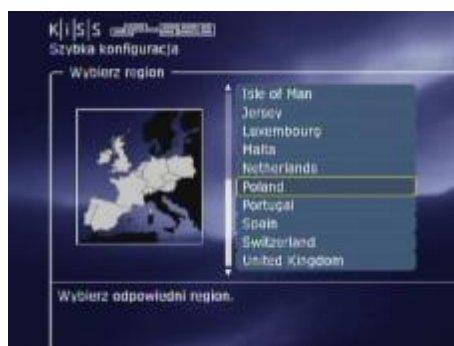 KISS
Szybka konfiguracja
Wybierz region
Isle of Man
Jersey
Luxembourg
Malta
Netherlands
Poland
Portugal
Spain
Switzerland
United Kingdom
Wybierz odpowiedni region.